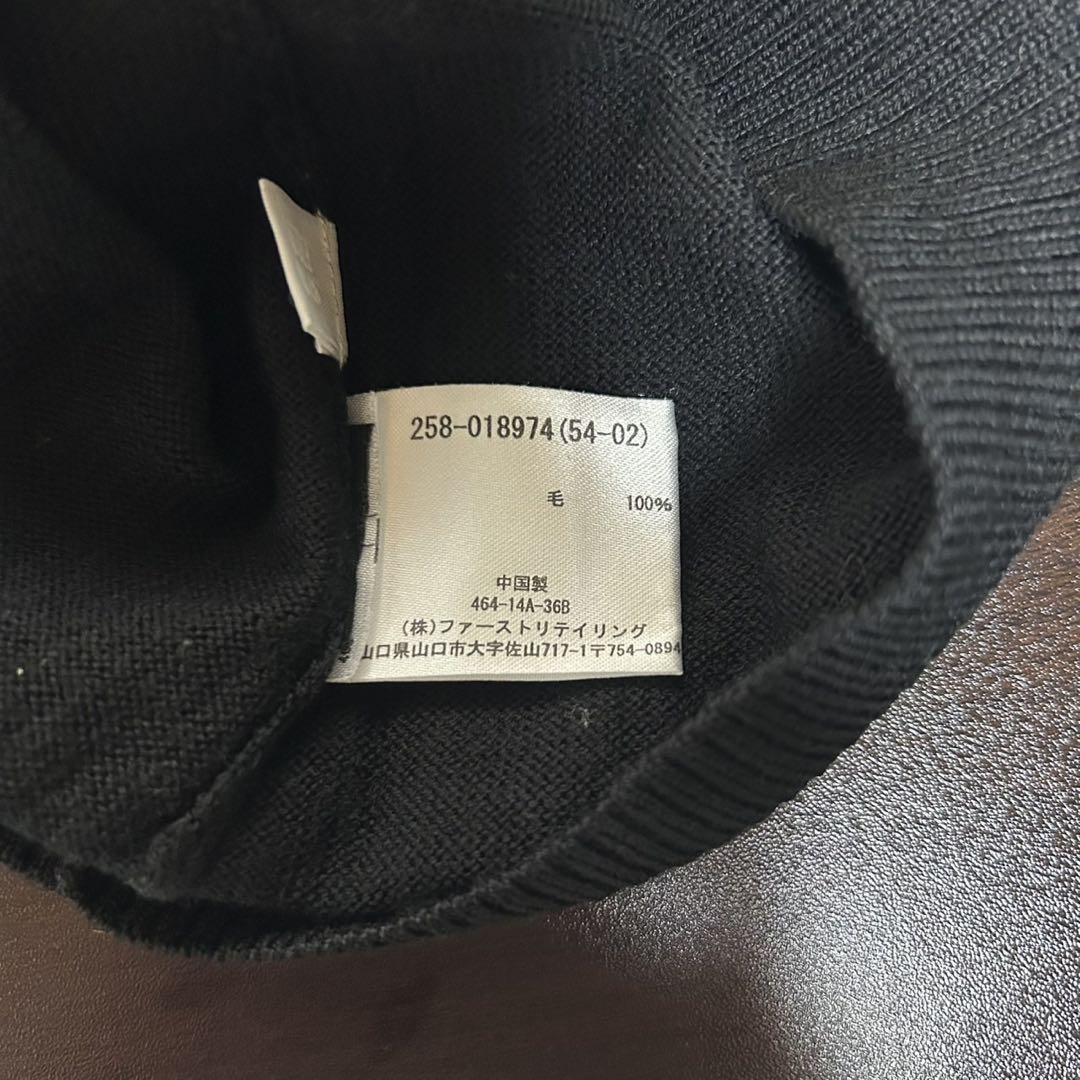 258-018974(54-02)
毛 100%
中国製
464-14A-36B
(株)ファーストリテイリング
山口県山口市大字佐山717-1〒754-0894